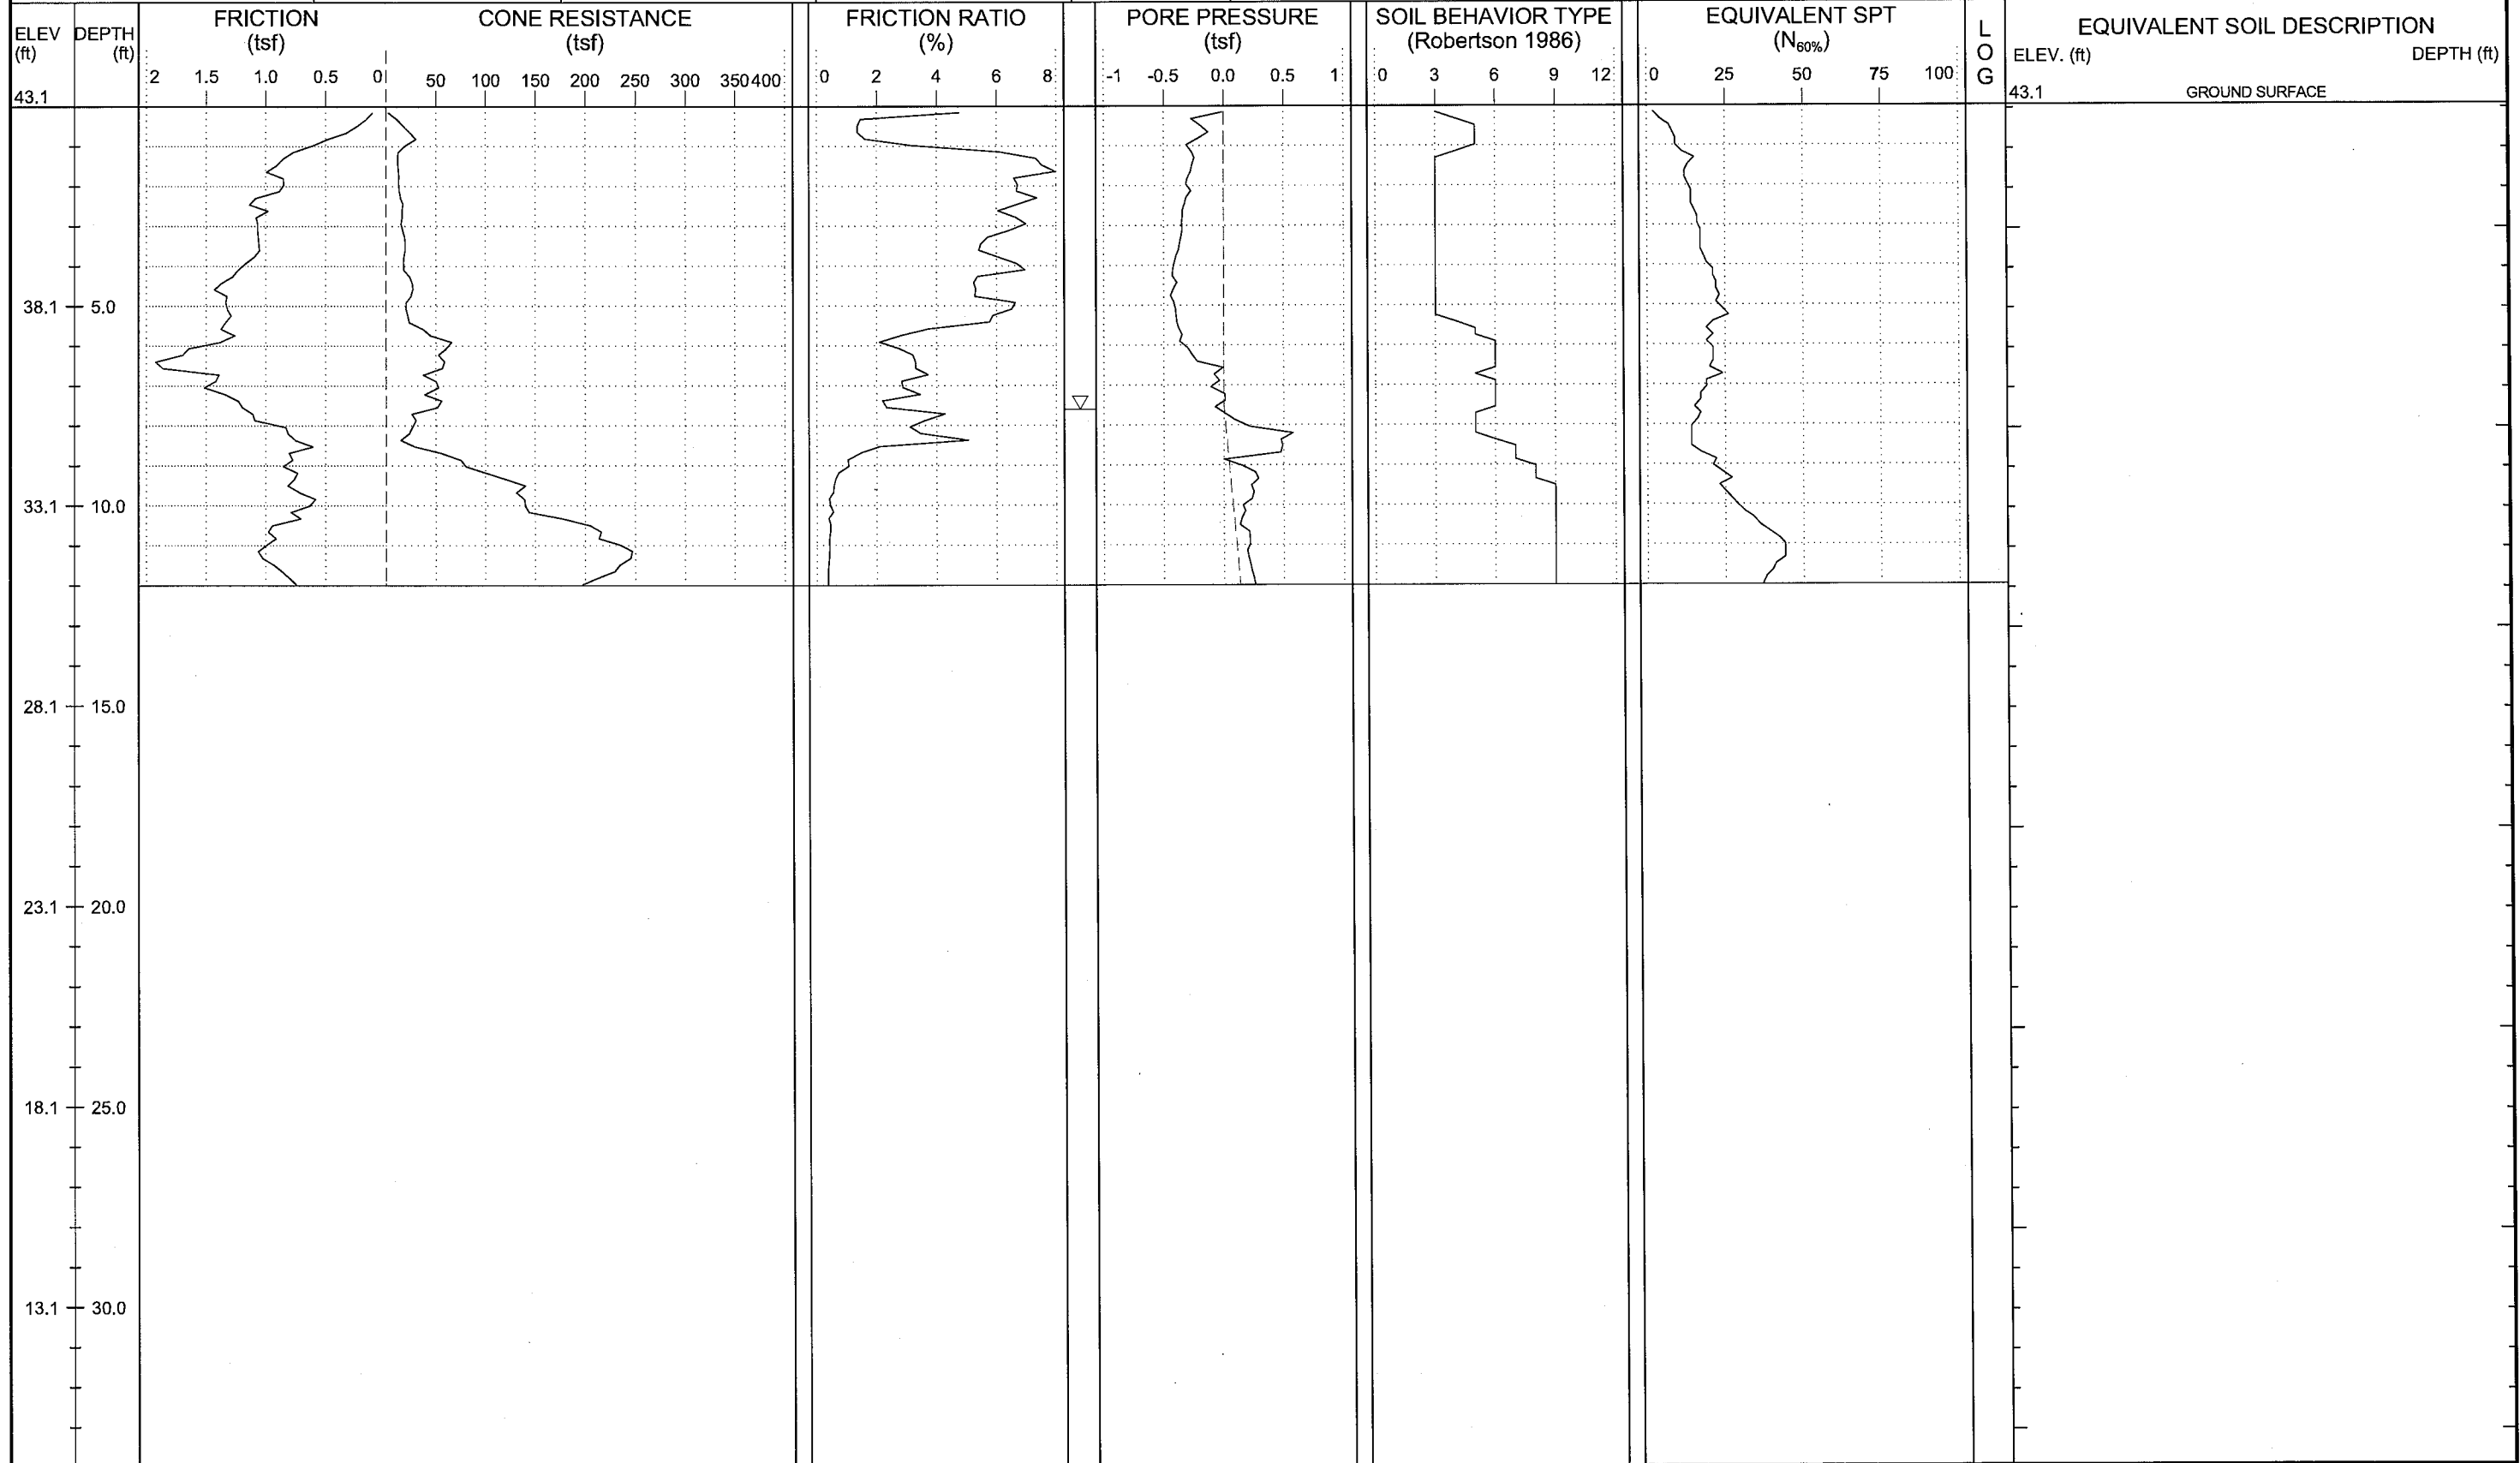 ELEV (ft)
DEPTH (ft)
FRICTION (tsf)
CONE RESISTANCE (tsf)
FRICTION RATIO (%)
PORE PRESSURE (tsf)
SOIL BEHAVIOR TYPE (Robertson 1986)
EQUIVALENT SPT (N60%)
LOG
EQUIVALENT SOIL DESCRIPTION
ELEV. (ft) DEPTH (ft)
2 1.5 1.0 0.5 0 50 100 150 200 250 300 350 400
0 2 4 6 8
-1 -0.5 0.0 0.5 1
0 3 6 9 12
0 25 50 75 100
43.1
43.1 GROUND SURFACE
38.1 5.0
33.1 10.0
28.1 15.0
23.1 20.0
18.1 25.0
13.1 30.0